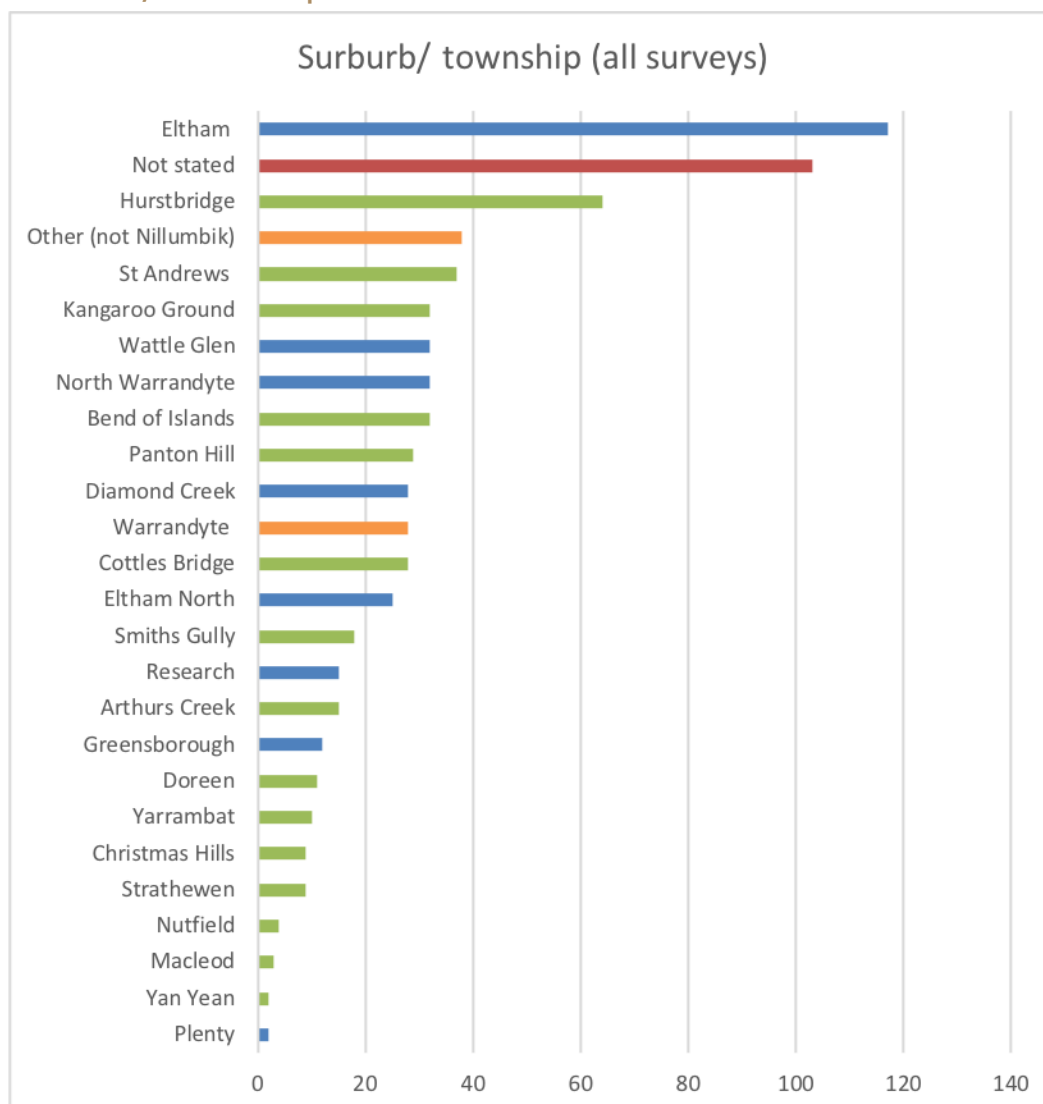 Surburb/ township (all surveys)
Eltham
Not stated
Hurstbridge
Other (not Nillumbik)
St Andrews
Kangaroo Ground
Wattle Glen
North Warrandyte
Bend of Islands
Panton Hill
Diamond Creek
Warrandyte
Cottles Bridge
Eltham North
Smiths Gully
Research
Arthurs Creek
Greensborough
Doreen
Yarrambat
Christmas Hills
Strathewen
Nutfield
Macleod
Yan Yean
Plenty
0 20 40 60 80 100 120 140